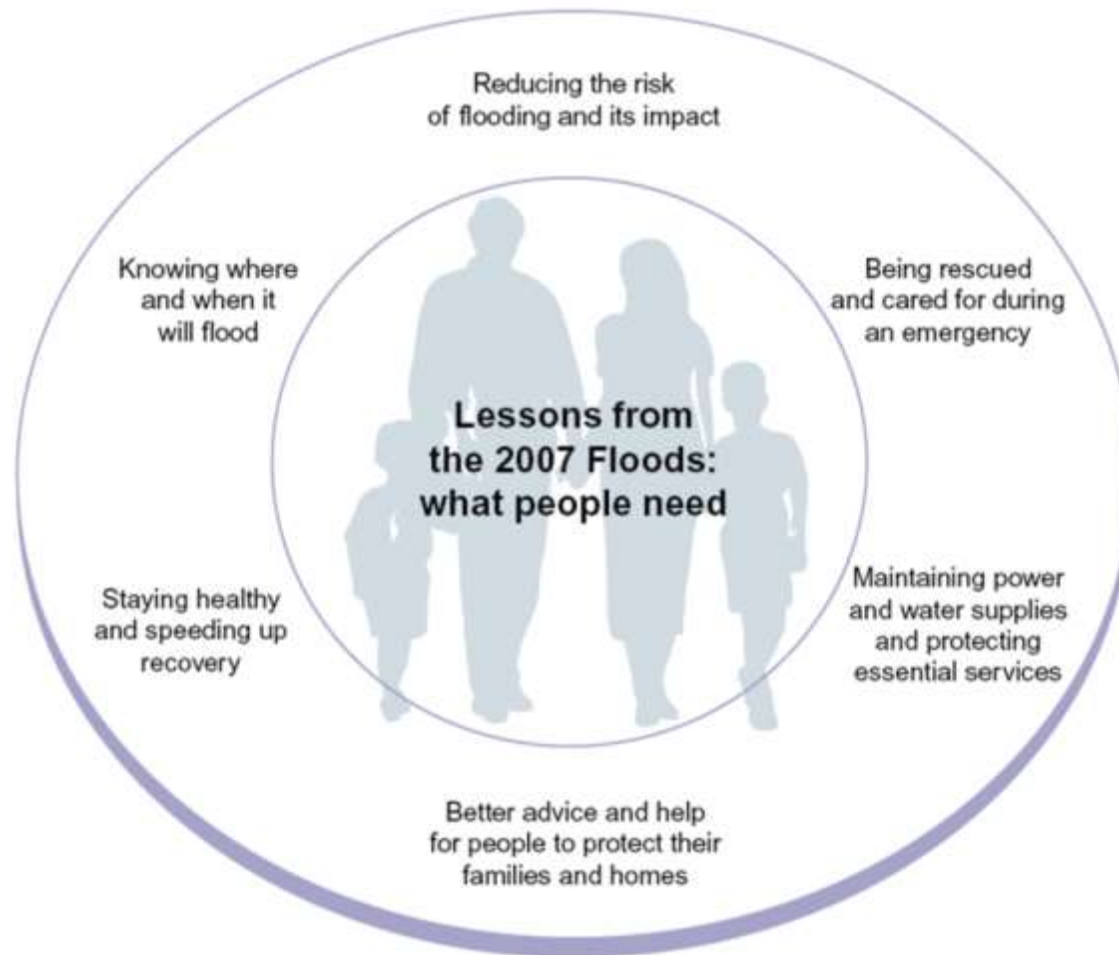 Reducing the risk
of flooding and its impact
Knowing where
and when it
will flood
Being rescued
and cared for during
an emergency
Lessons from
the 2007 Floods:
what people need
Staying healthy
and speeding up
recovery
Maintaining power
and water supplies
and protecting
essential services
Better advice and help
for people to protect their
families and homes